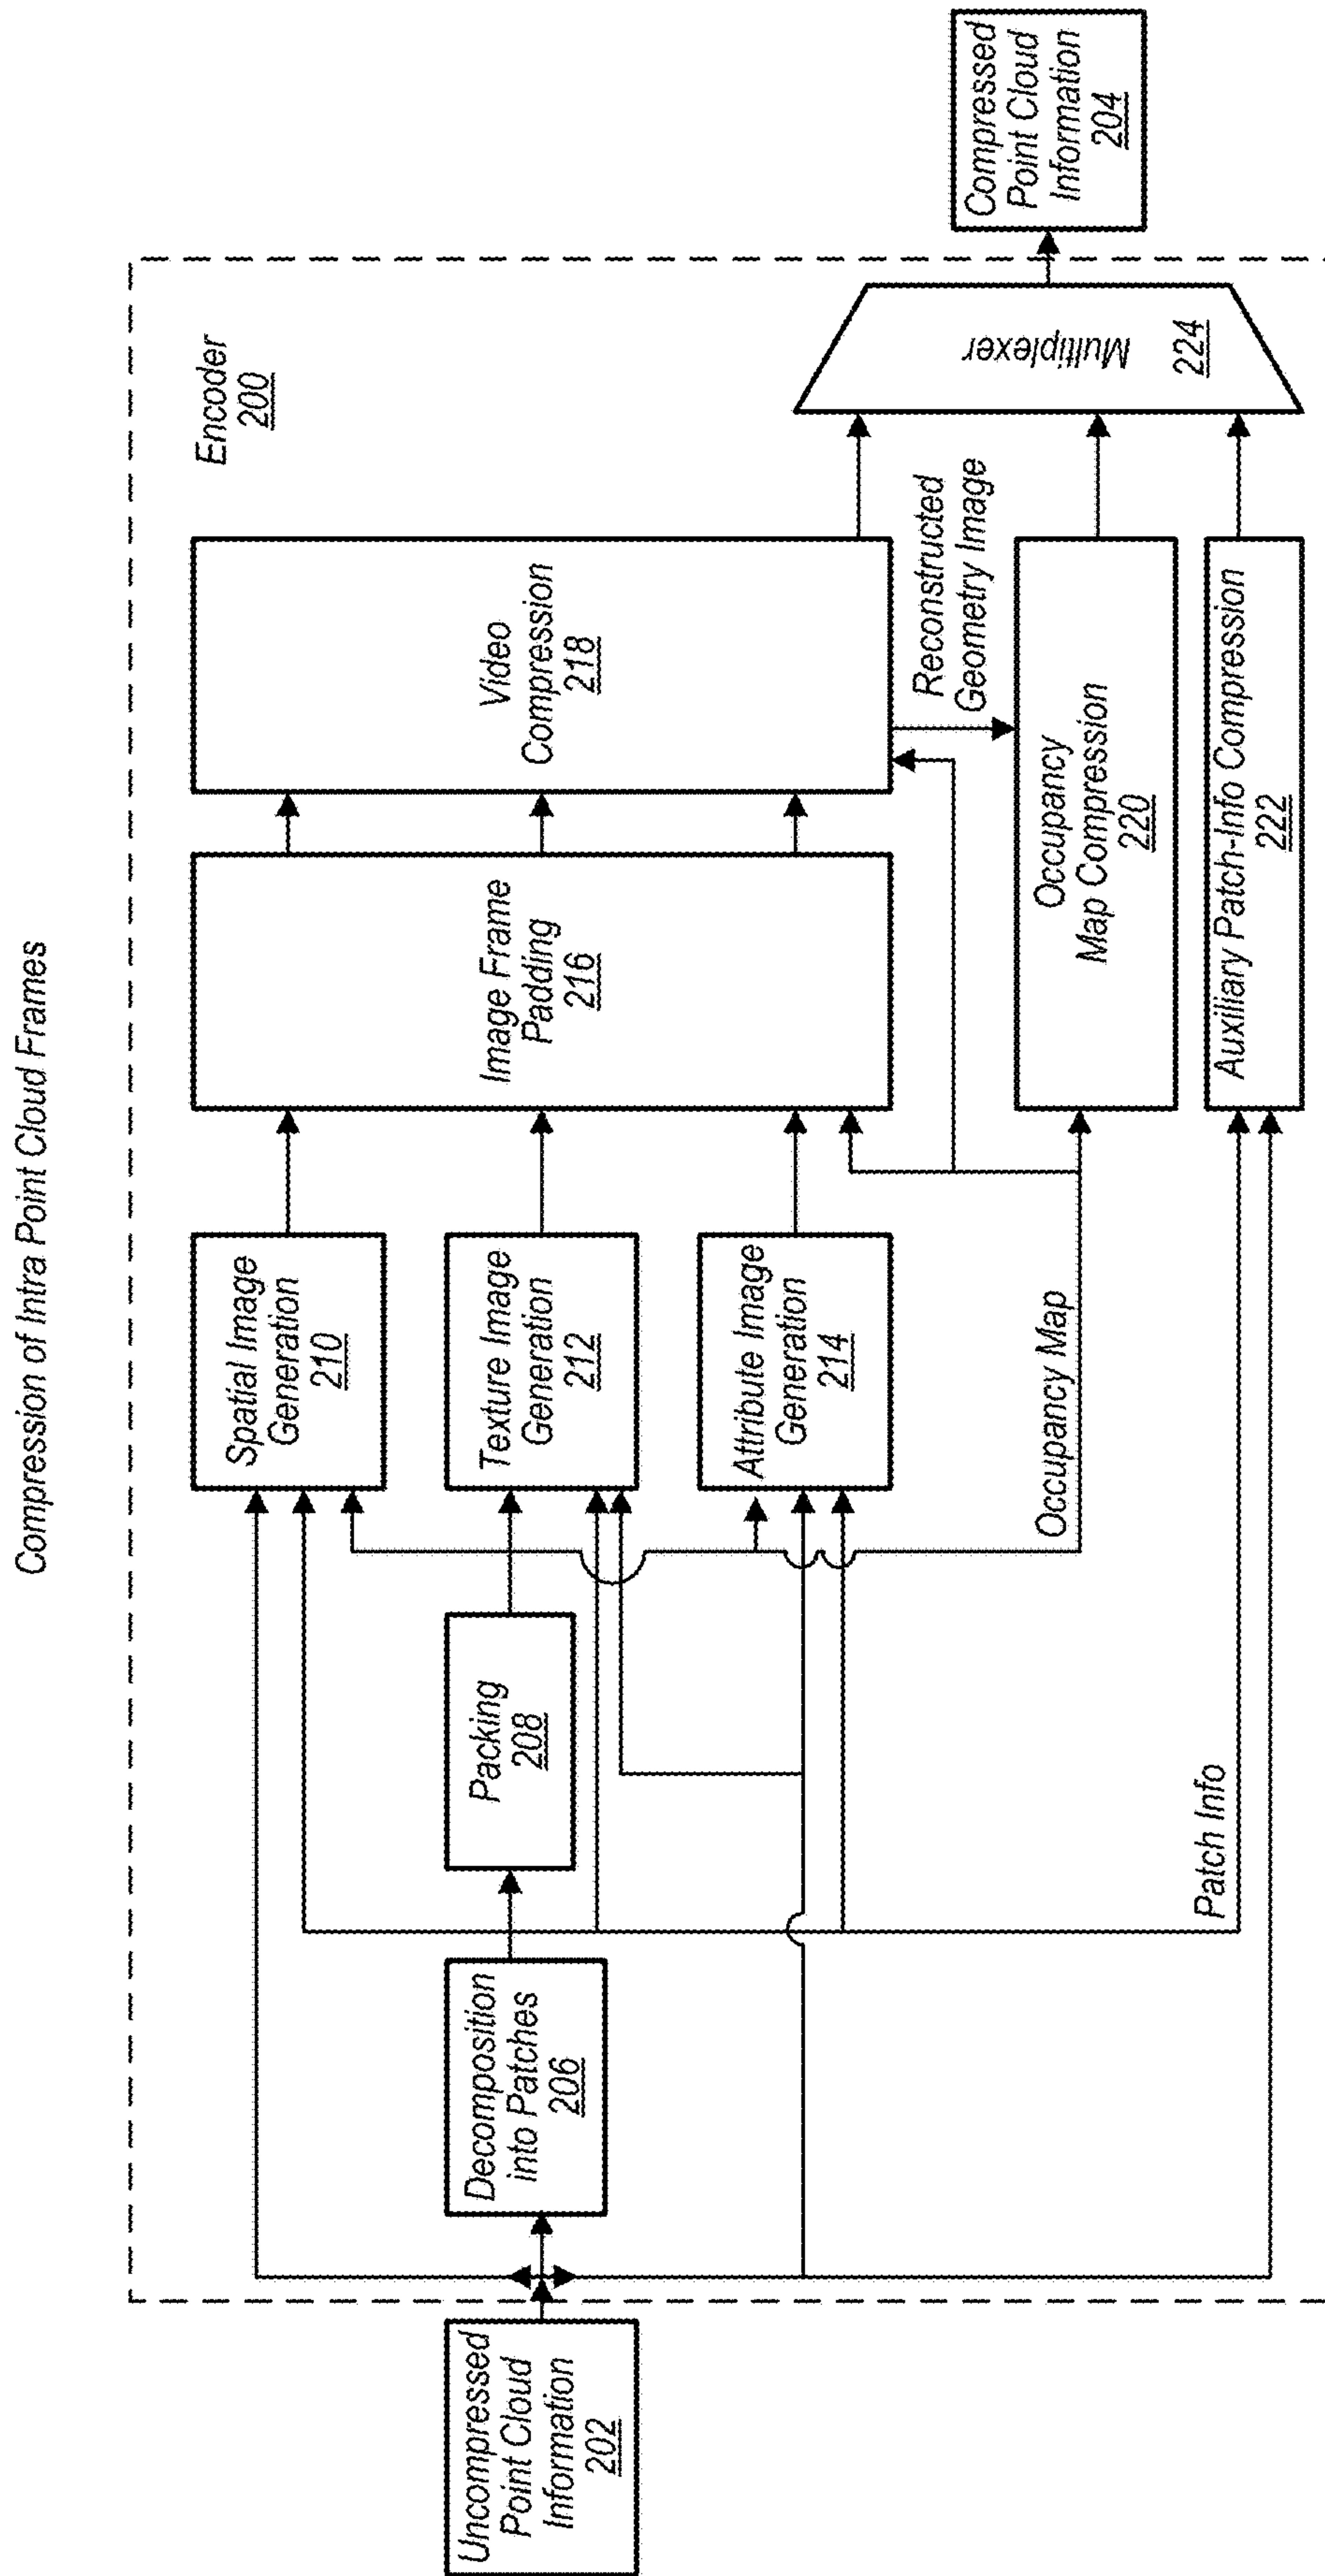 Compression of Intra Point Cloud Frames
Encoder
200
Uncompressed
Point Cloud
Information
202
Decomposition
into Patches
206
Packing
208
Spatial Image
Generation
210
Texture Image
Generation
212
Attribute Image
Generation
214
Image Frame
Padding
216
Video
Compression
218
Reconstructed
Geometry Image
Occupancy Map
Occupancy
Map Compression
220
Patch Info
Auxiliary Patch-Info Compression
222
Multiplexer
224
Compressed
Point Cloud
Information
204